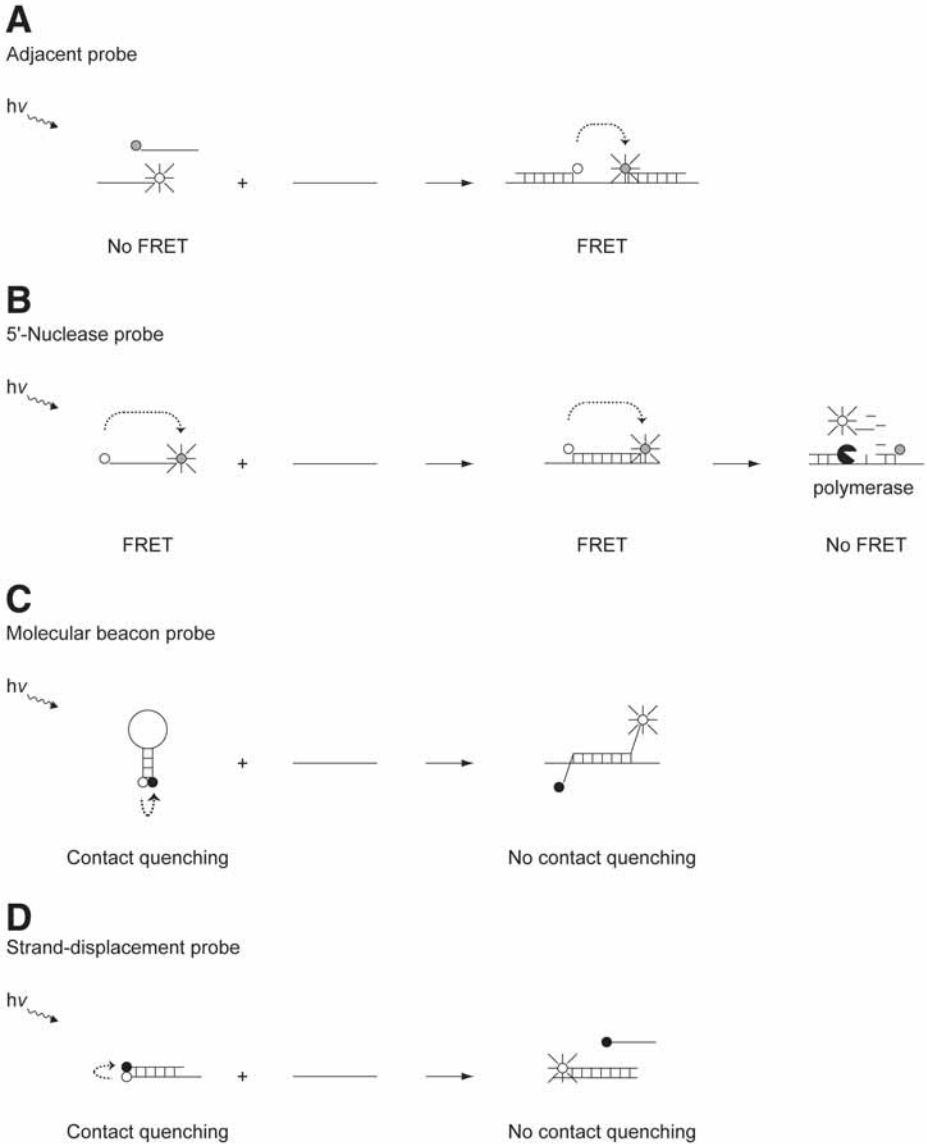 A
Adjacent probe
hν
+
No FRET
FRET
B
5'-Nuclease probe
hν
+
polymerase
FRET
FRET
No FRET
C
Molecular beacon probe
hν
+
Contact quenching
No contact quenching
D
Strand-displacement probe
hν
+
Contact quenching
No contact quenching